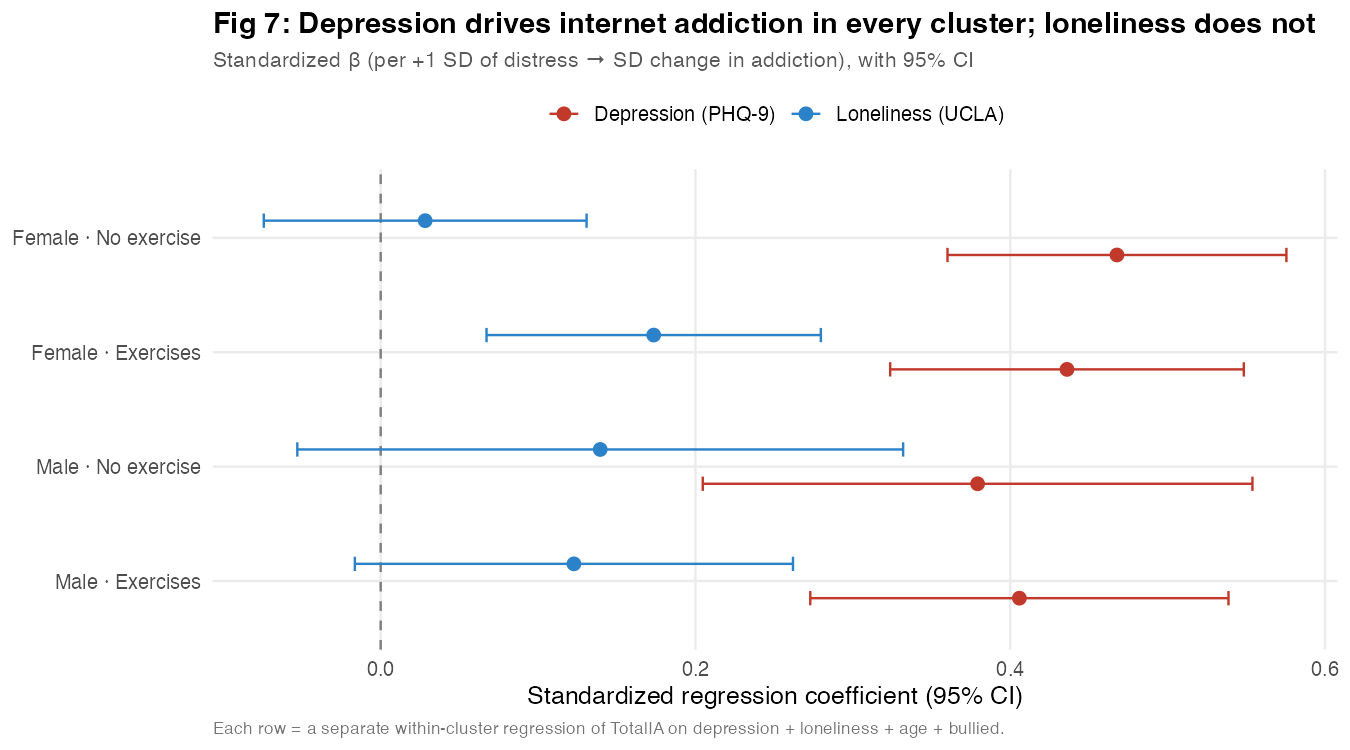 Fig 7: Depression drives internet addiction in every cluster; loneliness does not
Standardized β (per +1 SD of distress → SD change in addiction), with 95% CI
Depression (PHQ-9) Loneliness (UCLA)
Female · No exercise
Female · Exercises
Male · No exercise
Male · Exercises
0.0 0.2 0.4 0.6
Standardized regression coefficient (95% CI)
Each row = a separate within-cluster regression of TotalIA on depression + loneliness + age + bullied.